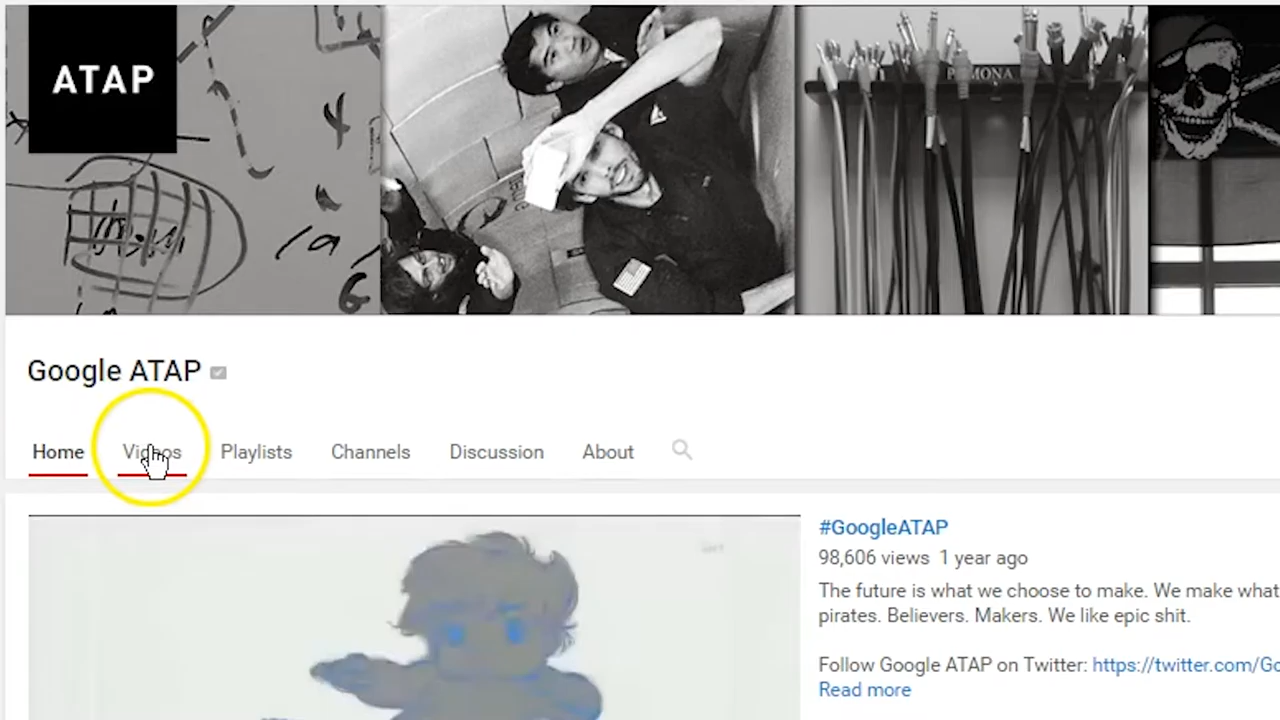 ATAP
POMONA
Google ATAP
Home Videos Playlists Channels Discussion About
#GoogleATAP
98,606 views 1 year ago
The future is what we choose to make. We make what
pirates. Believers. Makers. We like epic shit.
Follow Google ATAP on Twitter: https://twitter.com/Go
Read more